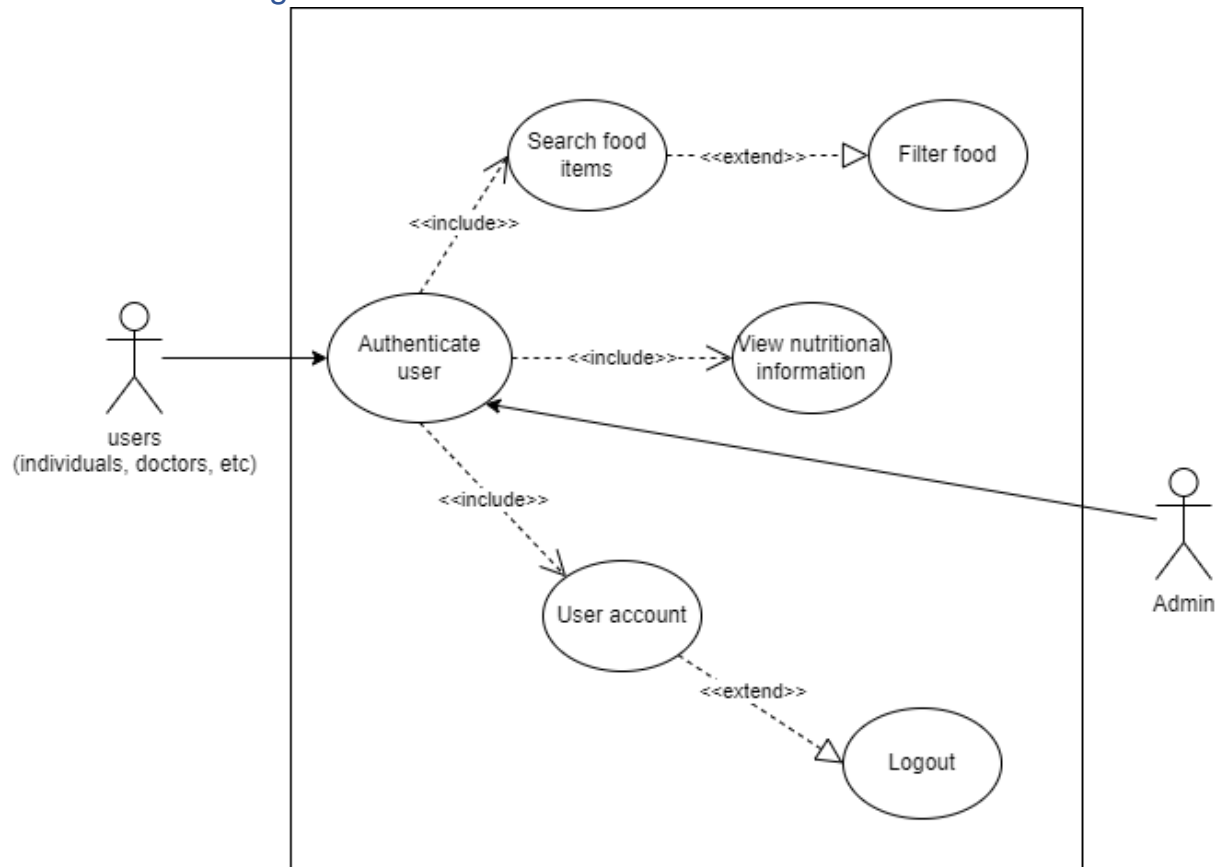 Search food
items
<<extend>>
Filter food
<<include>>
Authenticate
user
<<include>>
View nutritional
information
users
(individuals, doctors, etc)
<<include>>
User account
Admin
<<extend>>
Logout